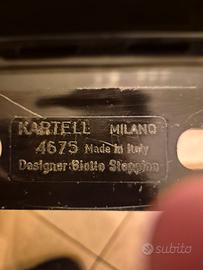 KARTELL MILANO
4675 Made in Italy
Designer: Giotto Stoppino
subito